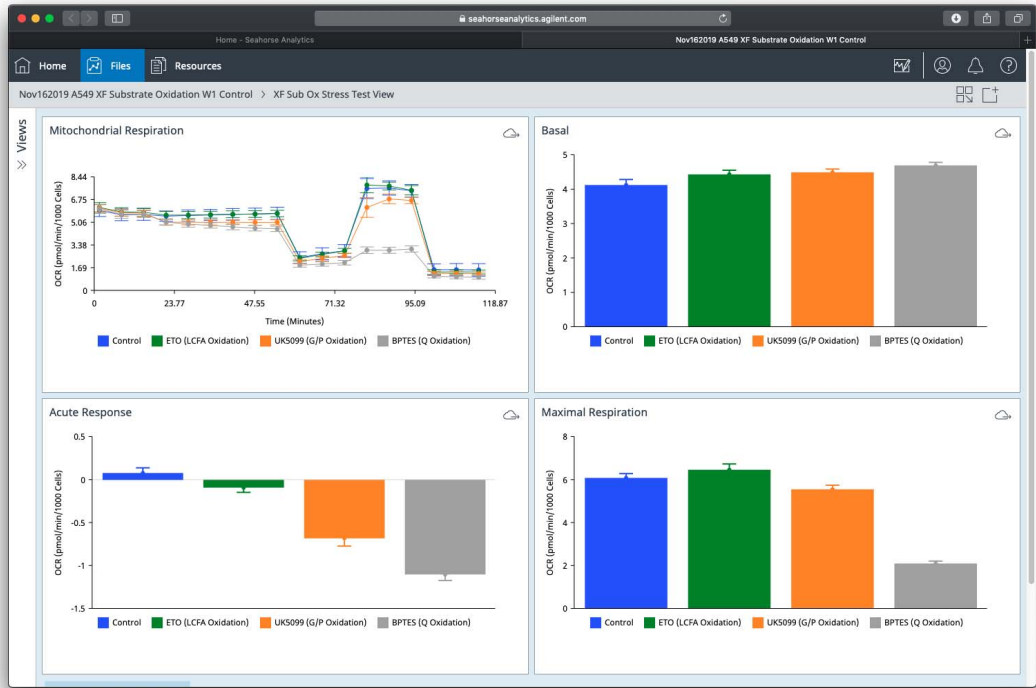 seahorseanalytics.agilent.com
Home - Seahorse Analytics
Nov162019 A549 XF Substrate Oxidation W1 Control
Home Files Resources
Nov162019 A549 XF Substrate Oxidation W1 Control > XF Sub Ox Stress Test View
Views
Mitochondrial Respiration
OCR (pmol/min/1000 Cells)
8.44
6.75
5.06
3.38
1.69
0
0 23.77 47.55 71.32 95.09 118.87
Time (Minutes)
Control ETO (LCFA Oxidation) UK5099 (G/P Oxidation) BPTES (Q Oxidation)
Basal
OCR (pmol/min/1000 Cells)
5
4
3
2
1
0
Control ETO (LCFA Oxidation) UK5099 (G/P Oxidation) BPTES (Q Oxidation)
Acute Response
OCR (pmol/min/1000 Cells)
0.5
0
-0.5
-1
-1.5
Control ETO (LCFA Oxidation) UK5099 (G/P Oxidation) BPTES (Q Oxidation)
Maximal Respiration
OCR (pmol/min/1000 Cells)
8
6
4
2
0
Control ETO (LCFA Oxidation) UK5099 (G/P Oxidation) BPTES (Q Oxidation)